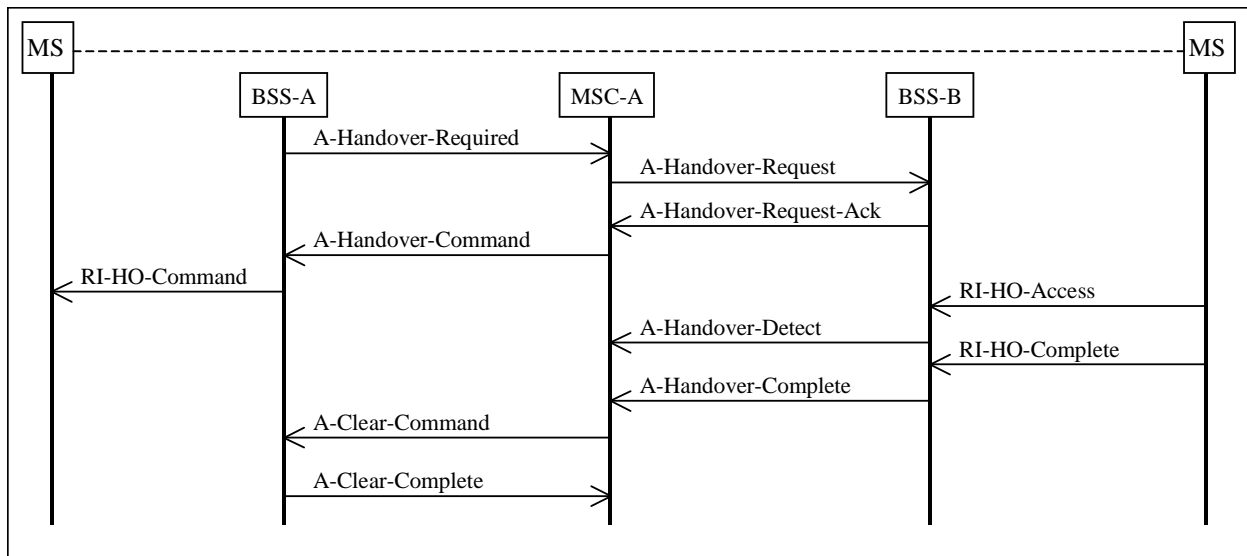 MS
MS
BSS-A
MSC-A
BSS-B
A-Handover-Required
A-Handover-Request
A-Handover-Request-Ack
A-Handover-Command
RI-HO-Command
RI-HO-Access
A-Handover-Detect
RI-HO-Complete
A-Handover-Complete
A-Clear-Command
A-Clear-Complete